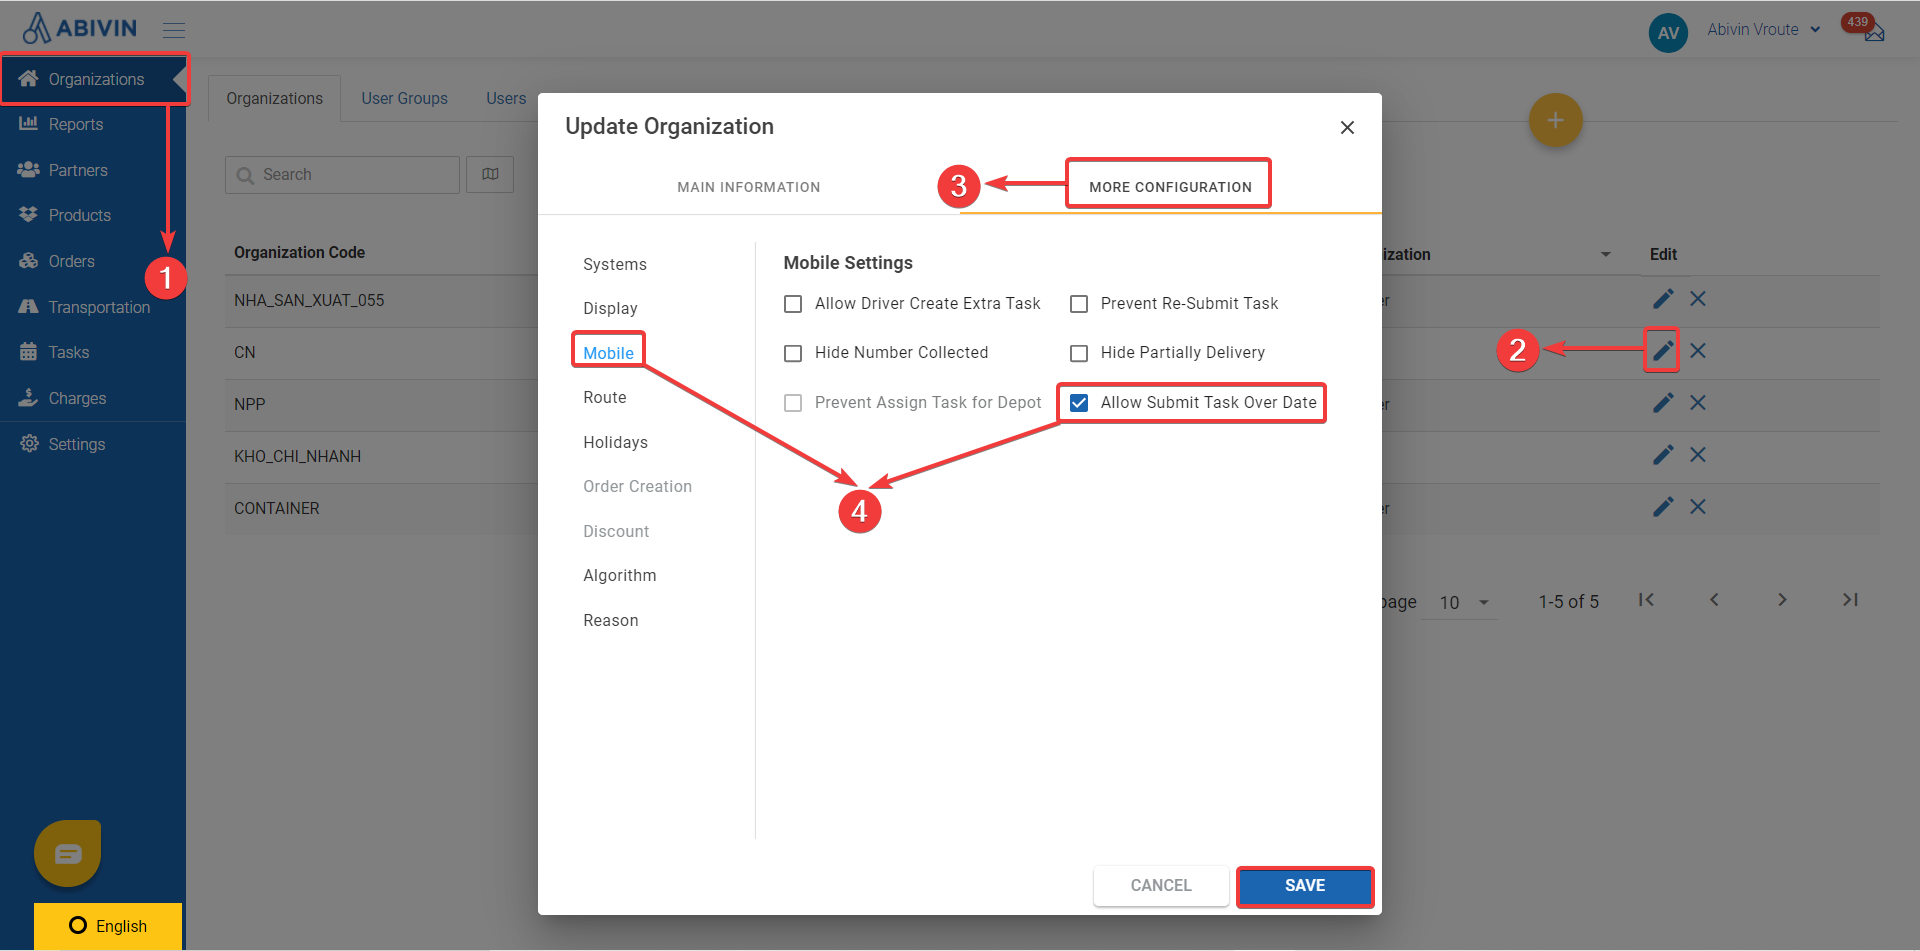 ABIVIN
AV
Abivin Vroute
439
Organizations
Reports
Partners
Products
Orders
Transportation
Tasks
Charges
Settings
English
1
Organizations
User Groups
Users
+
Search
Organization Code
ization
Edit
NHA_SAN_XUAT_055
er
CN
2
NPP
er
KHO_CHI_NHANH
CONTAINER
er
page
10
1-5 of 5
Update Organization
MAIN INFORMATION
3
MORE CONFIGURATION
Systems
Display
Mobile
Route
Holidays
Order Creation
Discount
Algorithm
Reason
Mobile Settings
Allow Driver Create Extra Task
Prevent Re-Submit Task
Hide Number Collected
Hide Partially Delivery
Prevent Assign Task for Depot
Allow Submit Task Over Date
4
CANCEL
SAVE